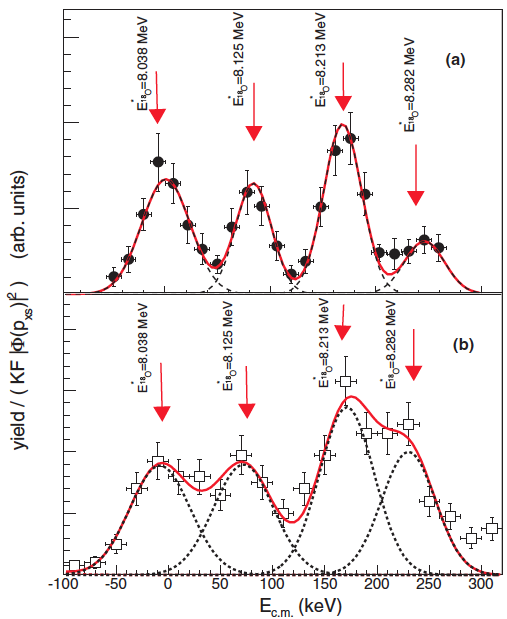 E*18O=8.038 MeV
E*18O=8.125 MeV
E*18O=8.213 MeV
E*18O=8.282 MeV
(a)
yield / ( KF |Φ(pxs)|² ) (arb. units)
E*18O=8.038 MeV
E*18O=8.125 MeV
E*18O=8.213 MeV
E*18O=8.282 MeV
(b)
-100 -50 0 50 100 150 200 250 300
Ec.m. (keV)